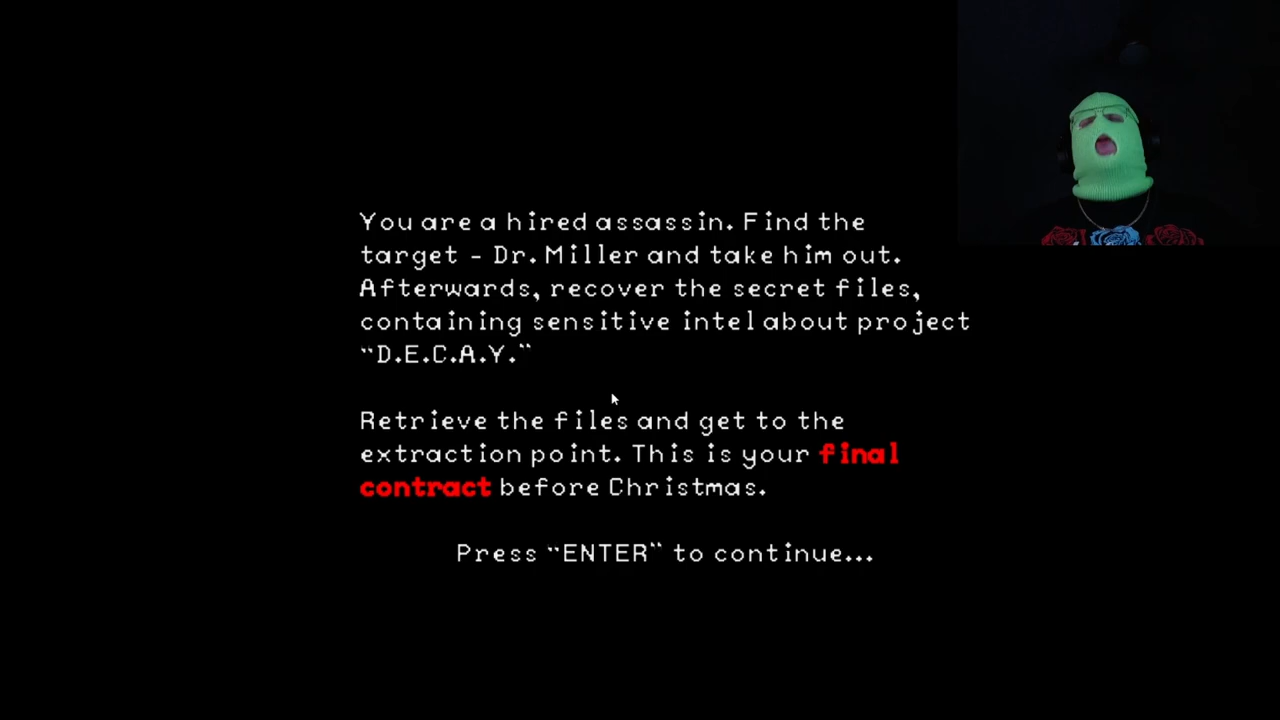 You are a hired assassin. Find the
target - Dr. Miller and take him out.
Afterwards, recover the secret files,
containing sensitive intel about project
"D.E.C.A.Y."
Retrieve the files and get to the
extraction point. This is your final
contract before Christmas.
Press "ENTER" to continue...